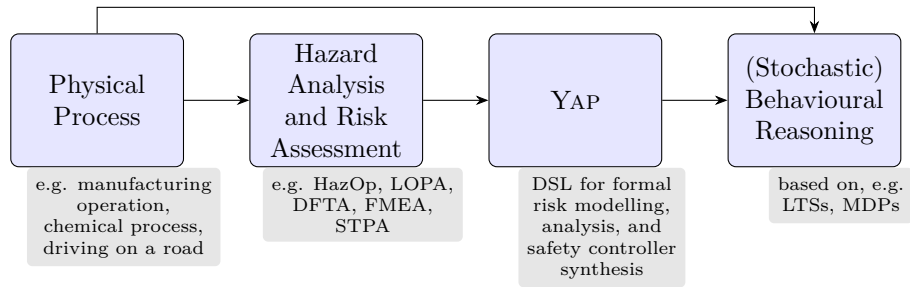 Physical
Process
Hazard
Analysis
and Risk
Assessment
YAP
(Stochastic)
Behavioural
Reasoning
e.g. manufacturing
operation,
chemical process,
driving on a road
e.g. HazOp, LOPA,
DFTA, FMEA,
STPA
DSL for formal
risk modelling,
analysis, and
safety controller
synthesis
based on, e.g.
LTSs, MDPs